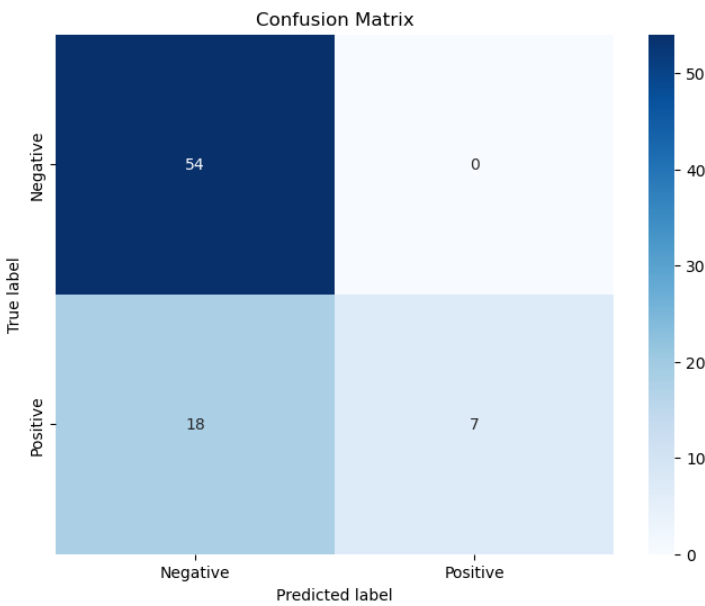 Confusion Matrix
True label
Negative
Positive
54
0
18
7
Negative
Positive
Predicted label
50
40
30
20
10
0